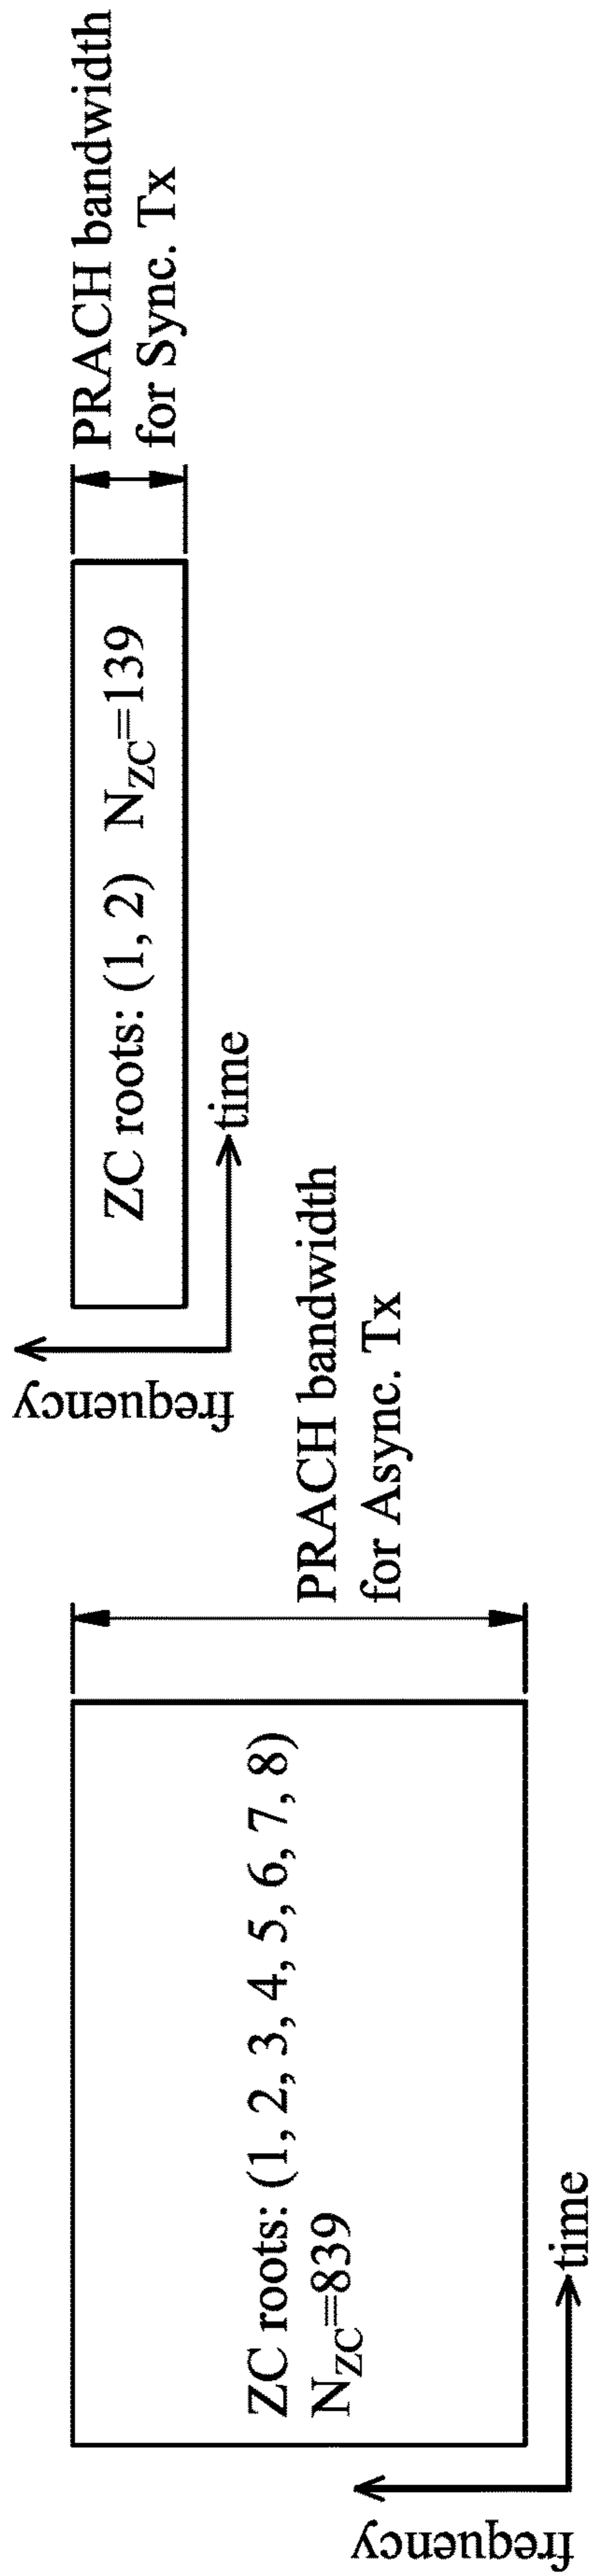 frequency
time
ZC roots: (1, 2, 3, 4, 5, 6, 7, 8)
N_ZC=839
PRACH bandwidth
for Async. Tx
frequency
time
ZC roots: (1, 2) N_ZC=139
PRACH bandwidth
for Sync. Tx